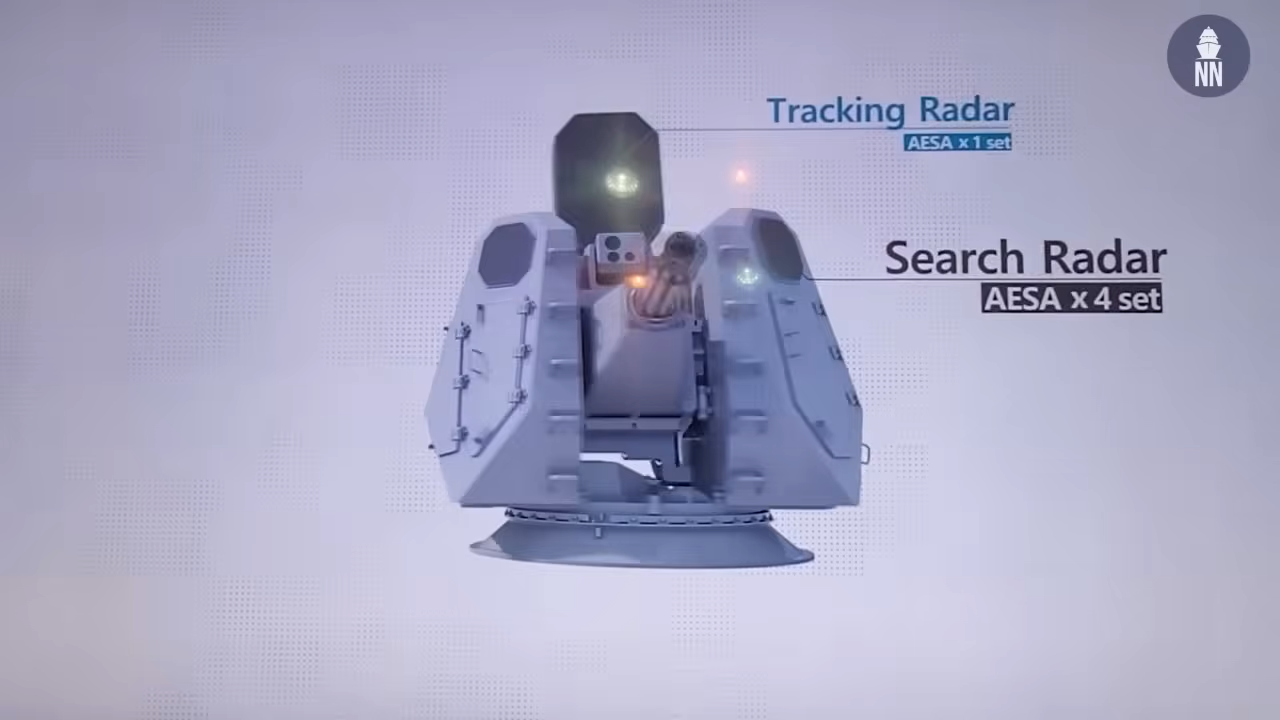 NN
Tracking Radar
AESA x 1 set
Search Radar
AESA x 4 set